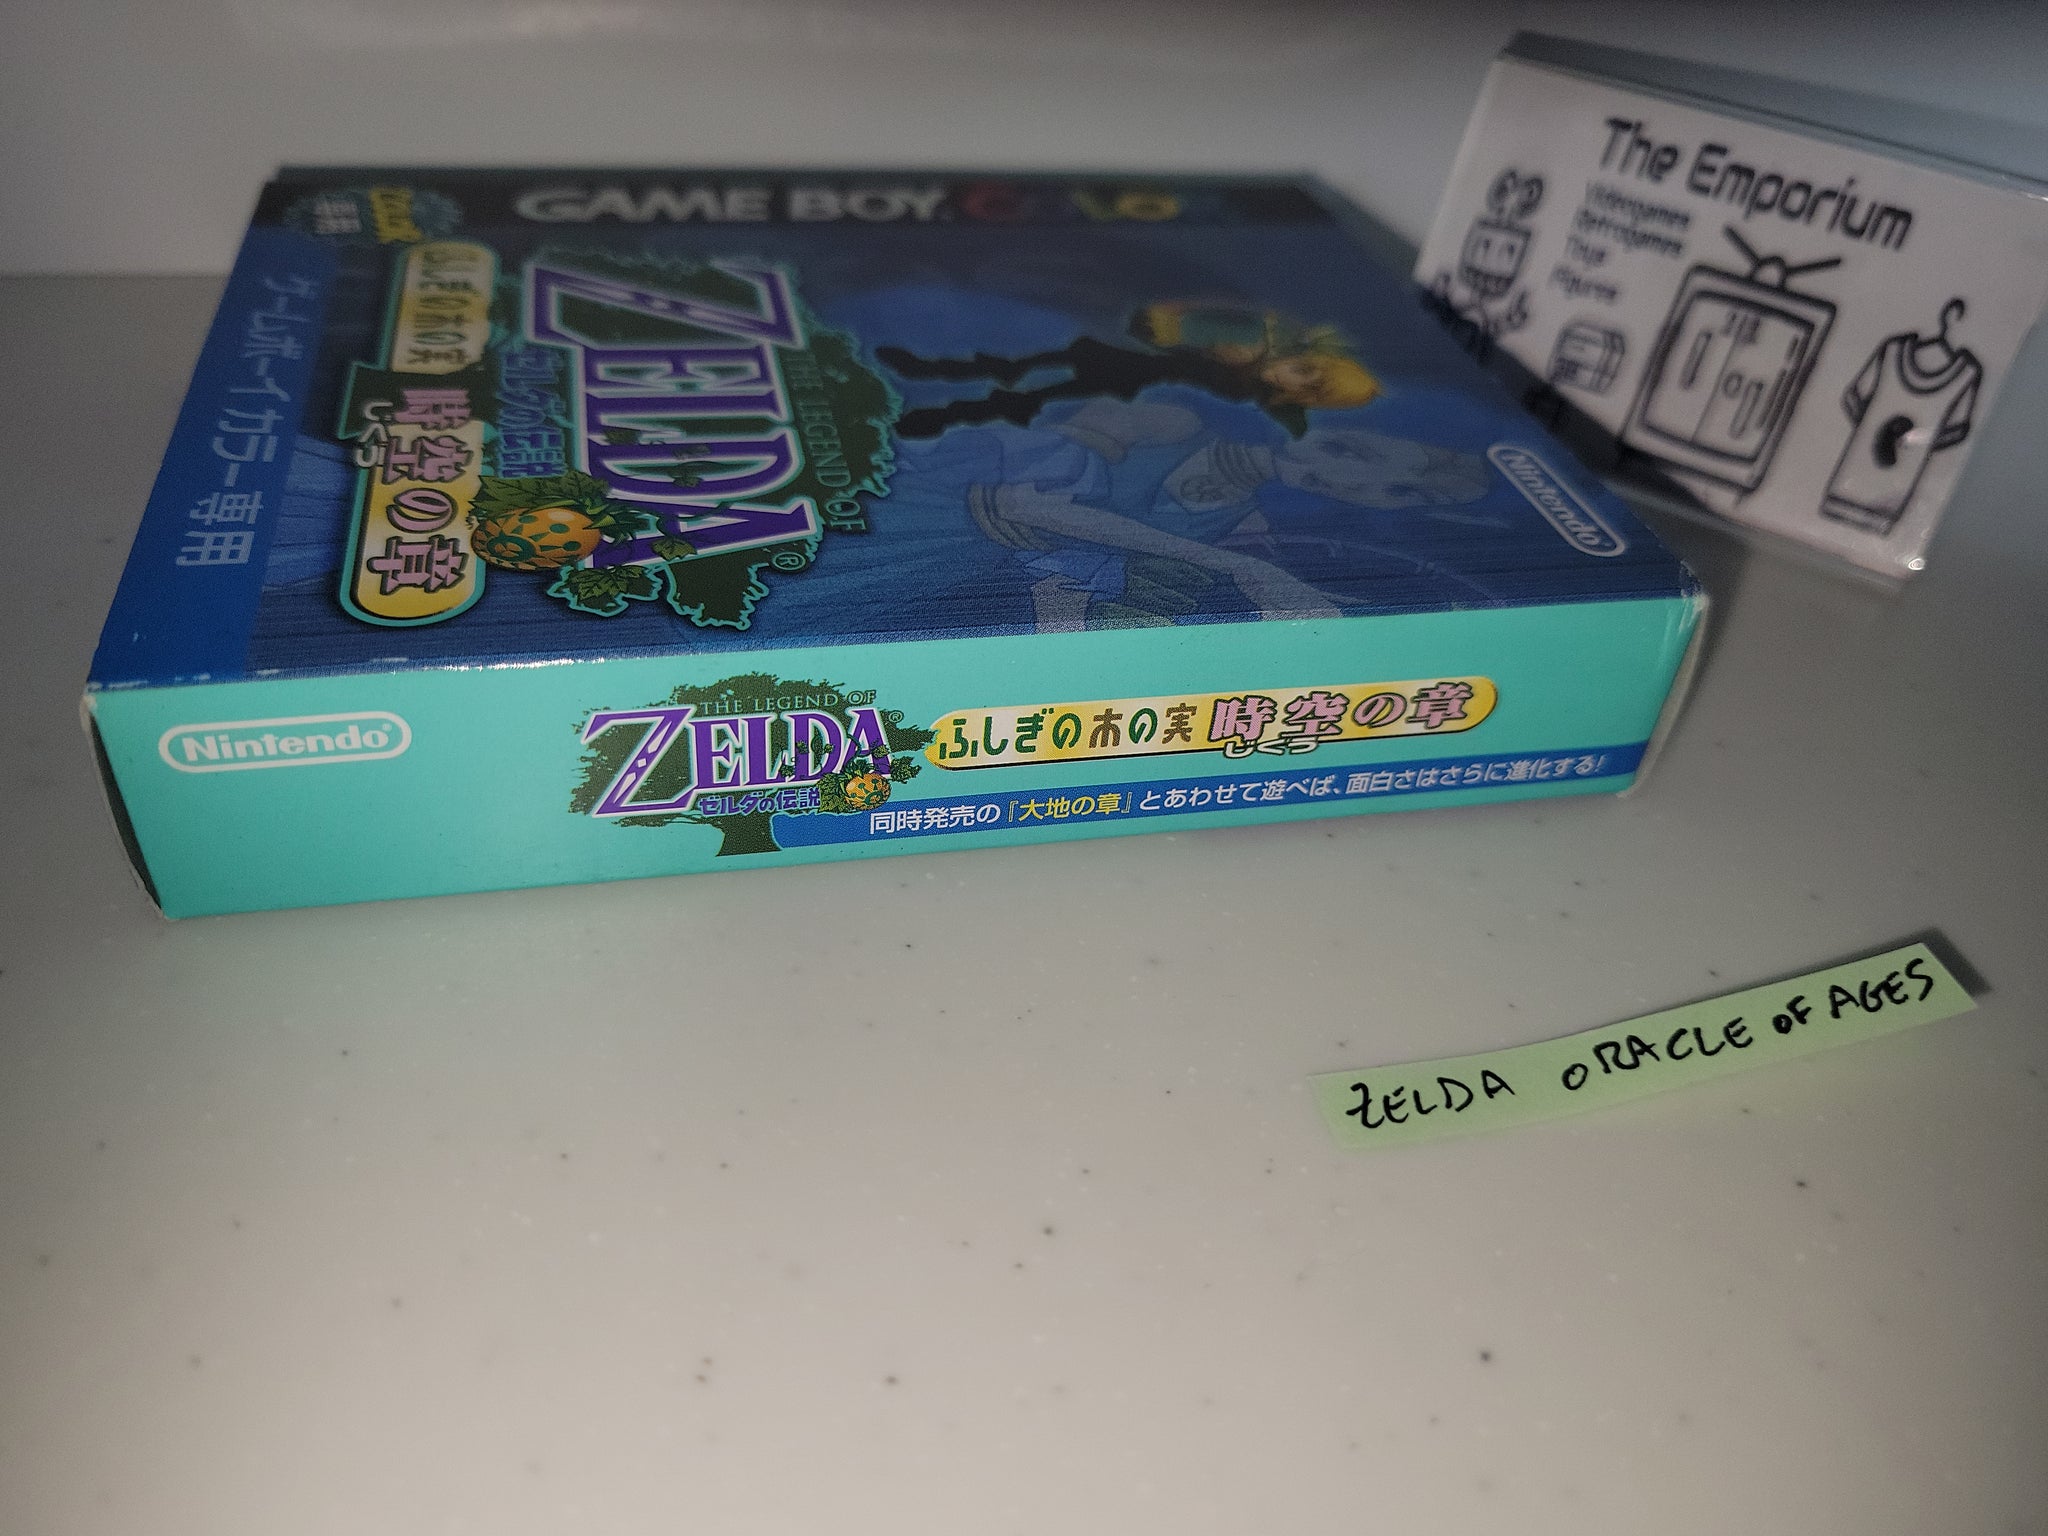 GAME BOY COLOR
ゲームボーイカラー専用
ふしぎの木の実
時空の章
じくう
THE LEGEND OF
ZELDA®
ゼルダの伝説
Nintendo
Nintendo®
THE LEGEND OF
ZELDA®
ゼルダの伝説
ふしぎの木の実 時空の章
じくう
同時発売の『大地の章』とあわせて遊べば、面白さはさらに進化する!
The Emporium
Videogames
Retrogames
Toys
Figures
ZELDA ORACLE OF AGES